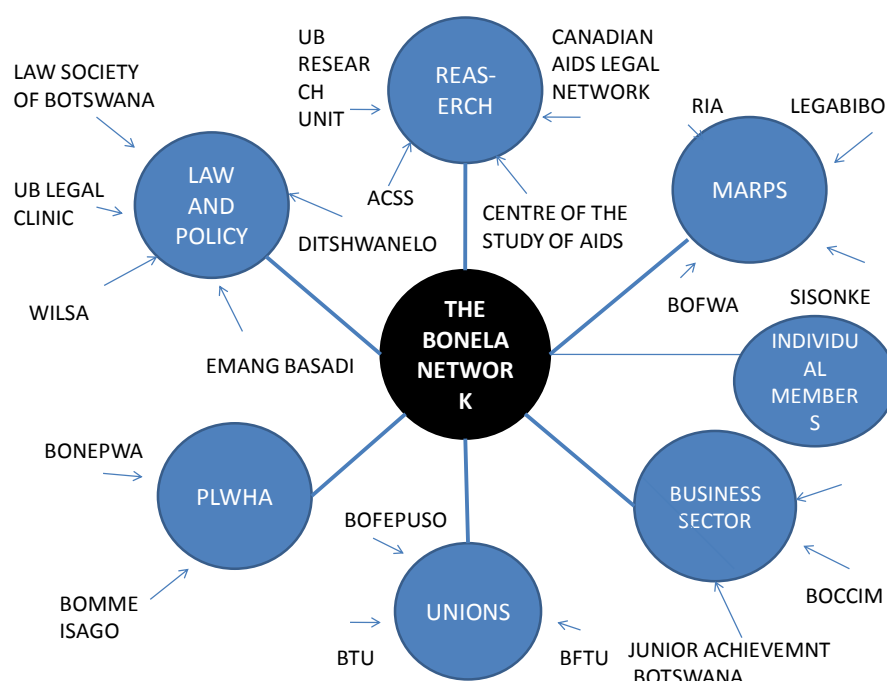 UB
RESEAR
CH
UNIT
REAS-
ERCH
CANADIAN
AIDS LEGAL
NETWORK
ACSS
CENTRE OF THE
STUDY OF AIDS
LAW SOCIETY
OF BOTSWANA
UB LEGAL
CLINIC
LAW
AND
POLICY
DITSHWANELO
WILSA
EMANG BASADI
RIA
LEGABIBO
MARPS
BOFWA
SISONKE
THE
BONELA
NETWOR
K
INDIVIDU
AL
MEMBER
S
BONEPWA
PLWHA
BOMME
ISAGO
BOFEPUSO
UNIONS
BTU
BFTU
BUSINESS
SECTOR
BOCCIM
JUNIOR ACHIEVEMNT
BOTSWANA